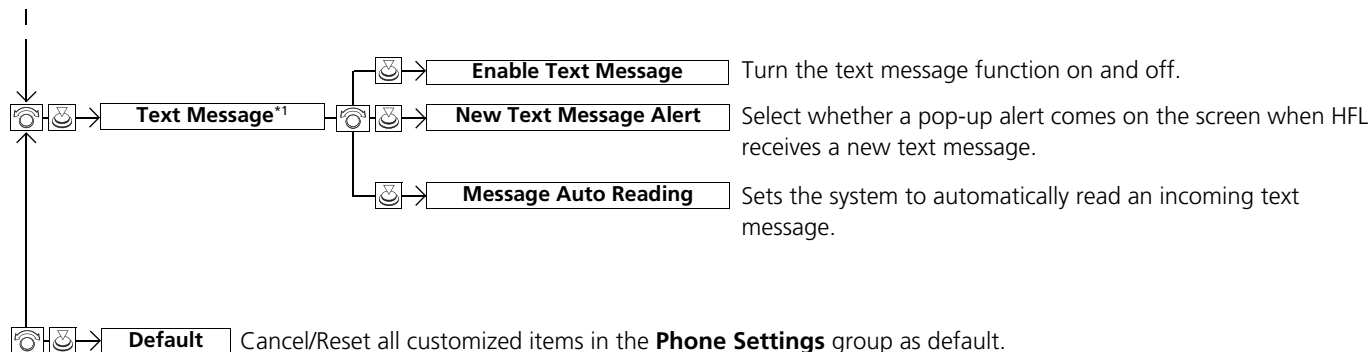 Enable Text Message
Turn the text message function on and off.
Text Message*1
New Text Message Alert
Select whether a pop-up alert comes on the screen when HFL
receives a new text message.
Message Auto Reading
Sets the system to automatically read an incoming text
message.
Default
Cancel/Reset all customized items in the Phone Settings group as default.